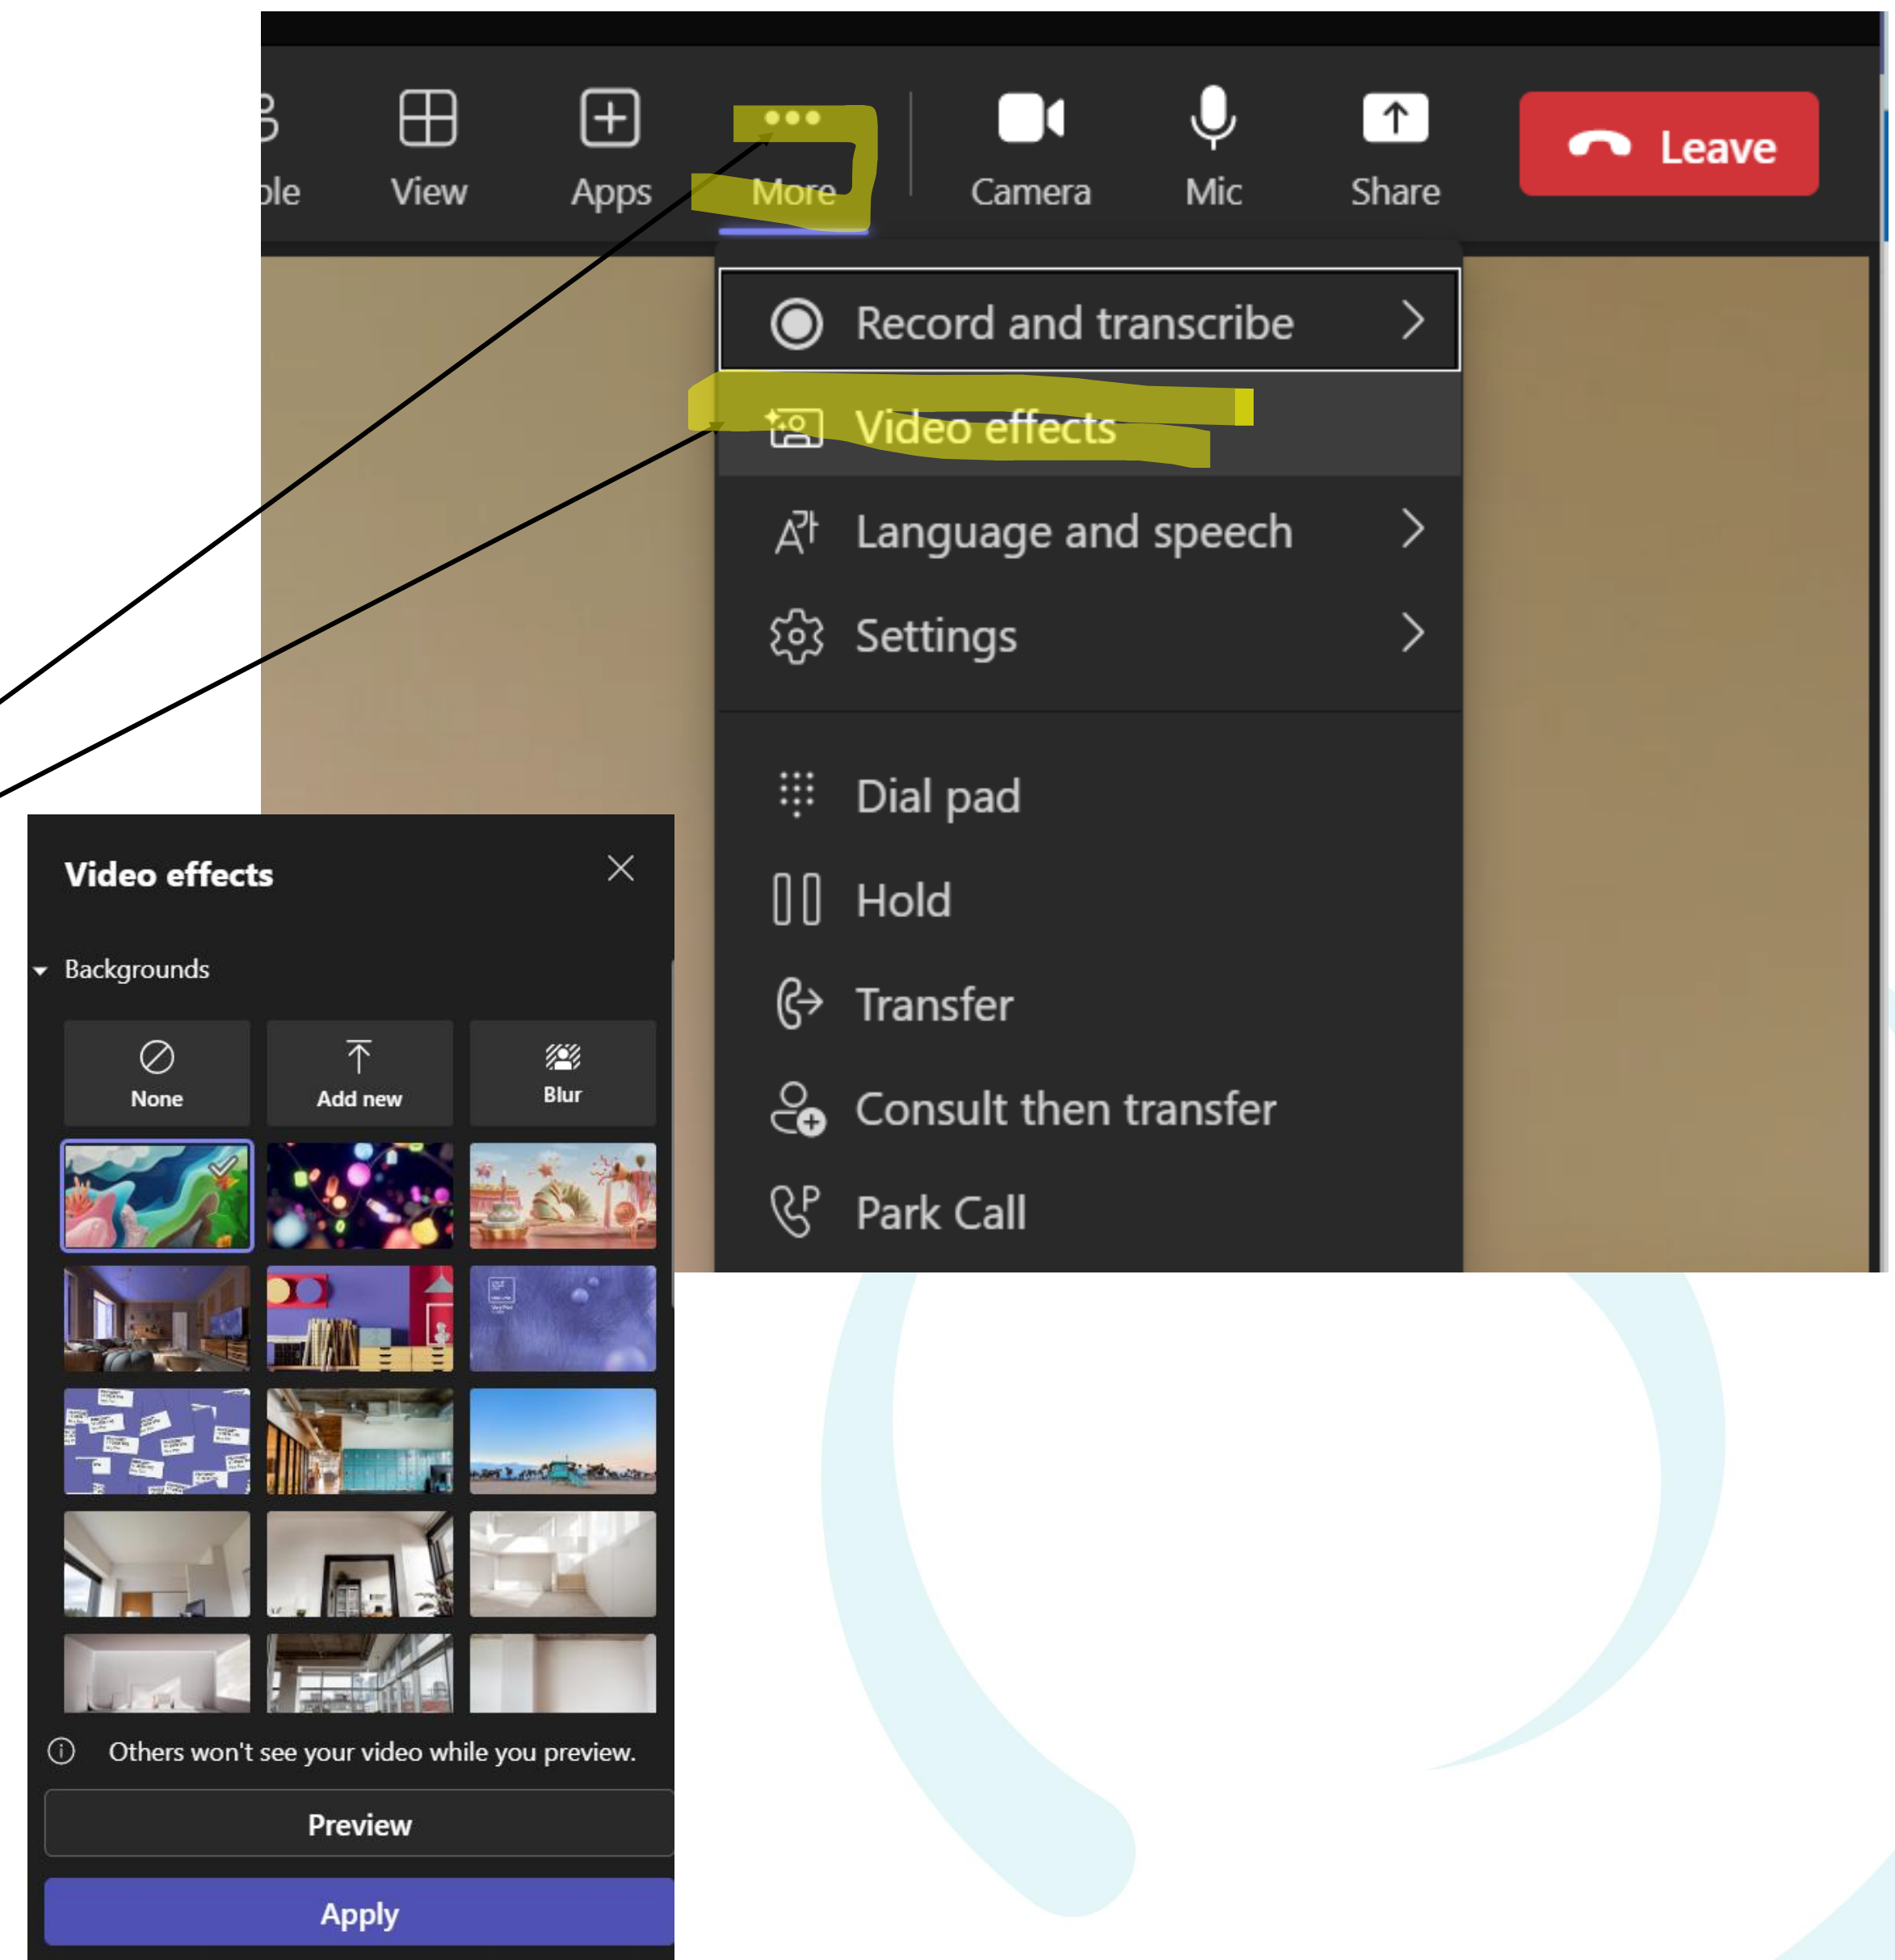 ple
View
Apps
More
Camera
Mic
Share
Leave
Record and transcribe
Video effects
Language and speech
Settings
Dial pad
Hold
Transfer
Consult then transfer
Park Call
Video effects
Backgrounds
None
Add new
Blur
Others won't see your video while you preview.
Preview
Apply